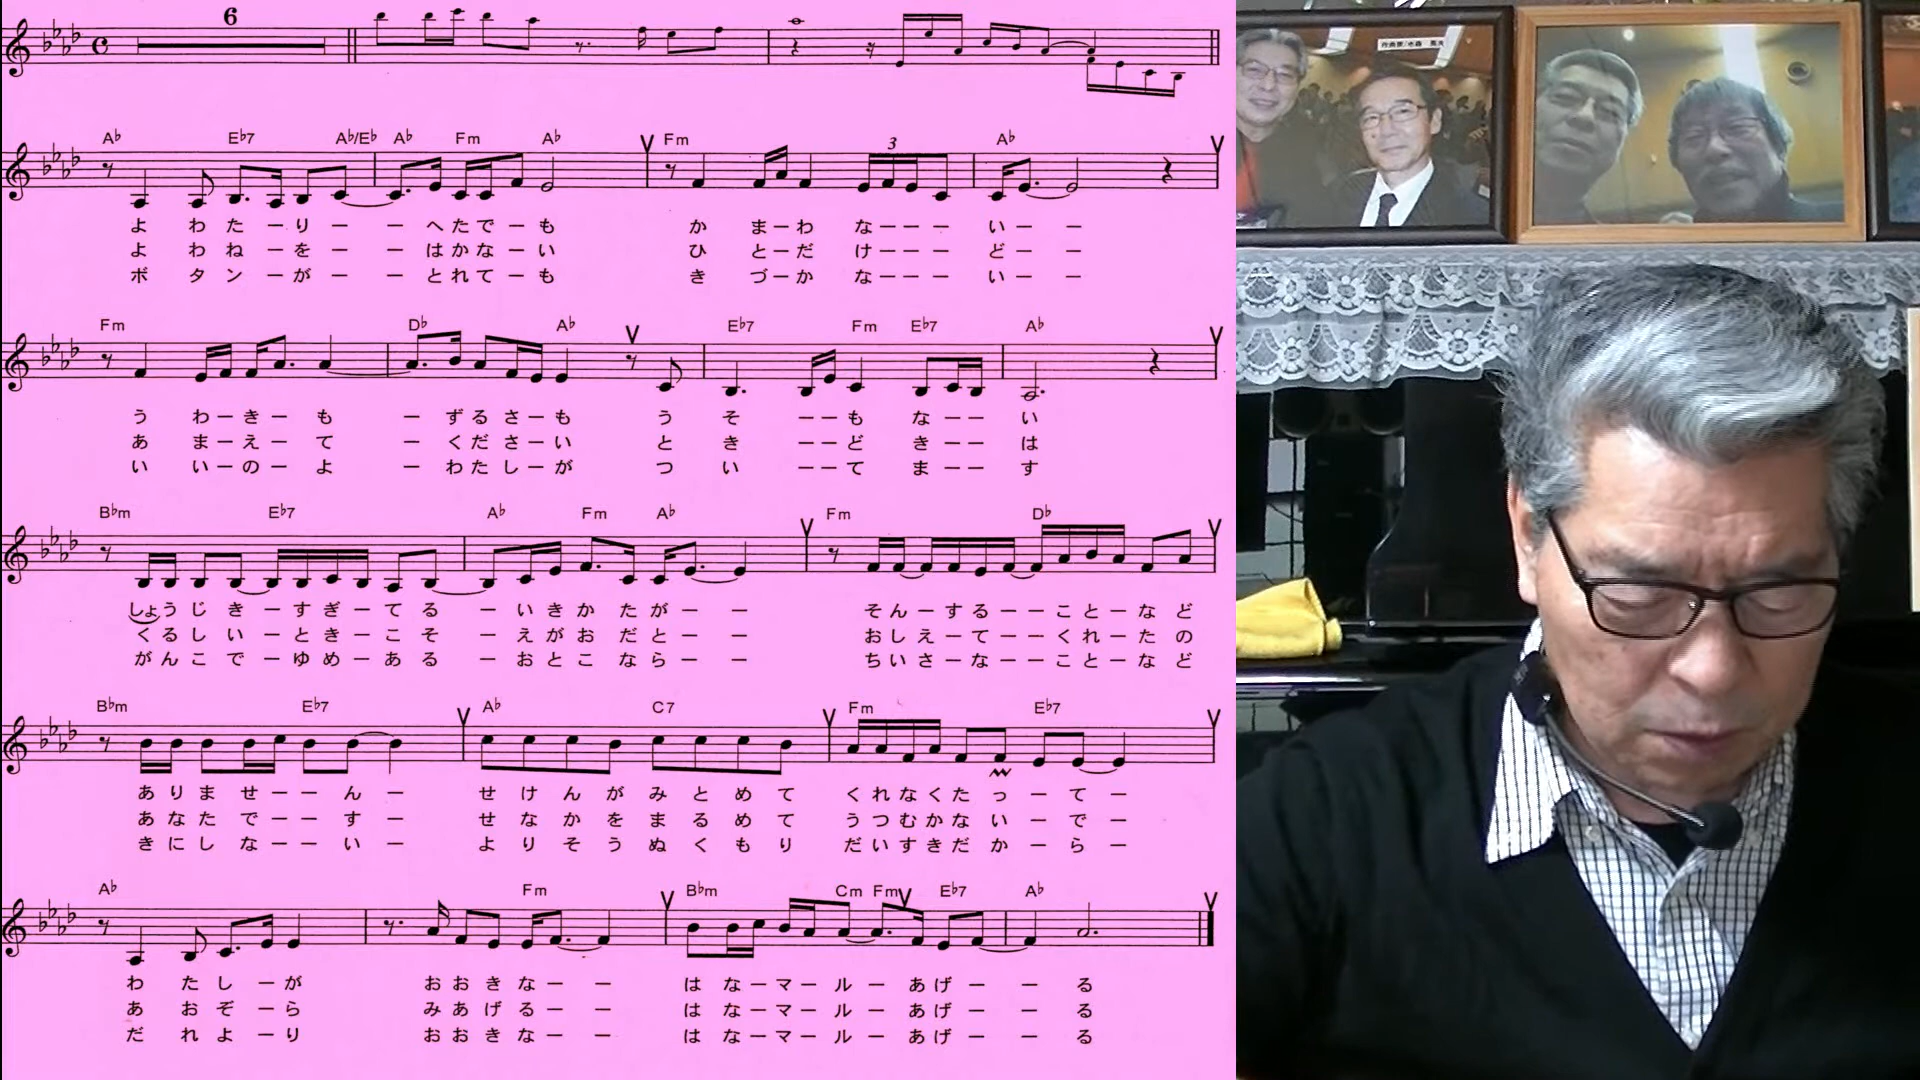 6
A♭ E♭7 A♭/E♭ A♭ Fm A♭ Fm 3 A♭
よ わ た ー り ー ー へ た で ー も か ま ー わ な ー ー ー い ー ー
よ わ ね ー を ー ー は か な ー い ひ と ー だ け ー ー ー ど ー ー
ボ タ ン ー が ー ー と れ て ー も き づ ー か な ー ー ー い ー ー
Fm D♭ A♭ E♭7 Fm E♭7 A♭
う わ ー き ー も ー ず る さ ー も う そ ー ー も な ー ー い
あ ま ー え ー て ー く だ さ ー い と き ー ー ど き ー ー は
い い ー の ー よ ー わ た し ー が つ い ー ー て ま ー ー す
B♭m E♭7 A♭ Fm A♭ Fm D♭
しょ う じ き ー す ぎ ー て る ー い き か た が ー ー そ ん ー す る ー ー こ と ー な ど
く る し い ー と き ー こ そ ー え が お だ と ー ー お し え ー て ー ー く れ ー た の
が ん こ で ー ゆ め ー あ る ー お と こ な ら ー ー ち い さ ー な ー ー こ と ー な ど
B♭m E♭7 A♭ C7 Fm E♭7
あ り ま せ ー ー ん ー せ け ん が み と め て く れ な く た っ ー て ー
あ な た で ー ー す ー せ な か を ま る め て う つ む か な い ー で ー
き に し な ー ー い ー よ り そ う ぬ く も り だ い す き だ か ー ら ー
A♭ Fm B♭m Cm Fm E♭7 A♭
わ た し ー が お お き な ー ー は な ー マ ー ル ー あ げ ー ー る
あ お ぞ ー ら み あ げ る ー ー は な ー マ ー ル ー あ げ ー ー る
だ れ よ ー り お お き な ー ー は な ー マ ー ル ー あ げ ー ー る